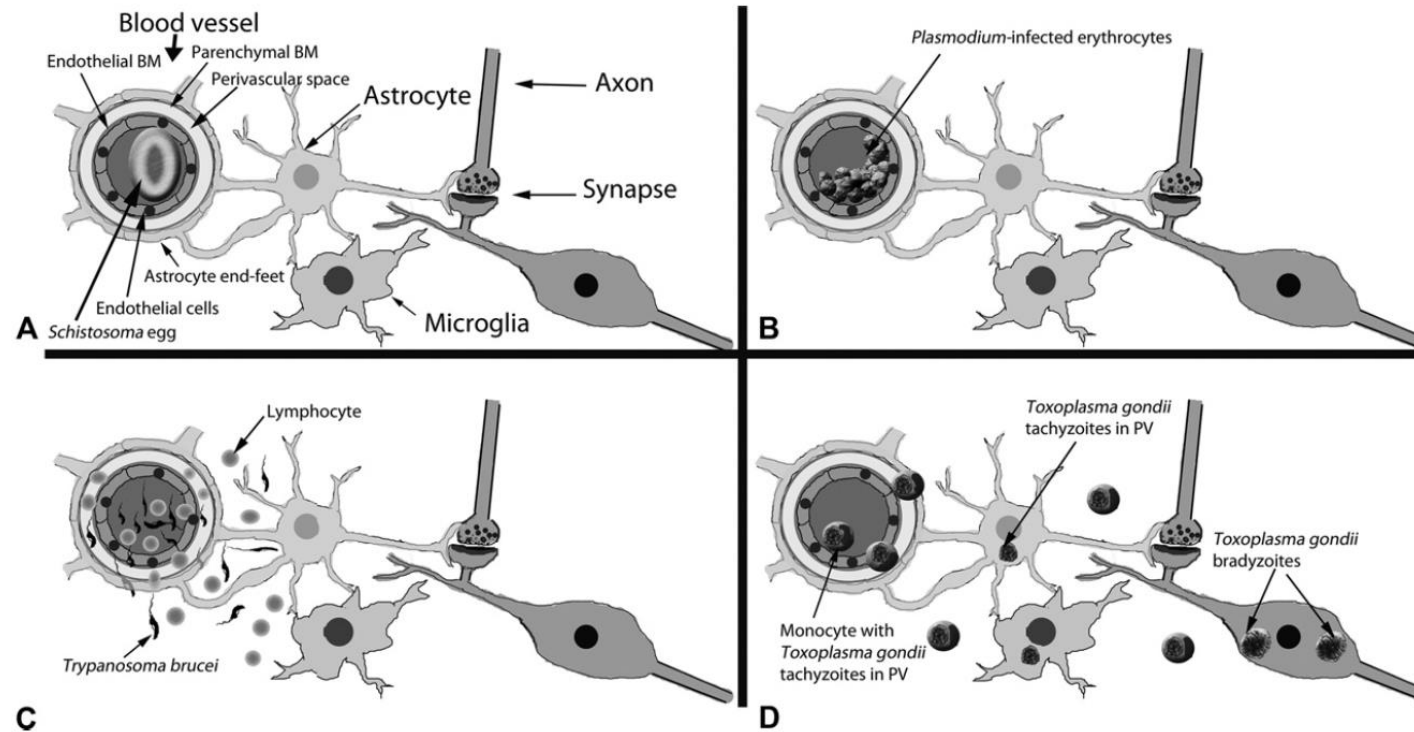 Blood vessel
Endothelial BM
Parenchymal BM
Perivascular space
Astrocyte
Axon
Synapse
Astrocyte end-feet
Endothelial cells
Schistosoma egg
Microglia
A
Plasmodium-infected erythrocytes
B
Lymphocyte
Trypanosoma brucei
C
Toxoplasma gondii
tachyzoites in PV
Toxoplasma gondii
bradyzoites
Monocyte with
Toxoplasma gondii
tachyzoites in PV
D